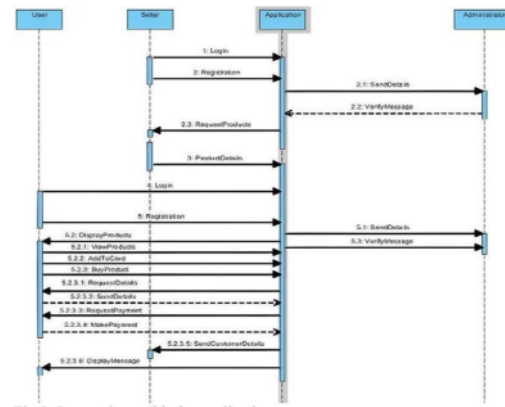 User Seller Application Administrator
1: Login
2: Registration
2.1: SendDetails
2.2: VerifyMessage
2.3: RequestProducts
3: ProductDetails
4: Login
5: Registration
5.1: SendDetails
5.2: DisplayProducts
5.3: VerifyMessage
5.2.1: ViewProducts
5.2.2: AddToCard
5.2.3: BuyProduct
5.2.3.1: RequestDetails
5.2.3.2: SendDetails
5.2.3.3: RequestPayment
5.2.3.4: MakePayment
5.2.3.5: SendCustomerDetails
5.2.3.6: DisplayMessage